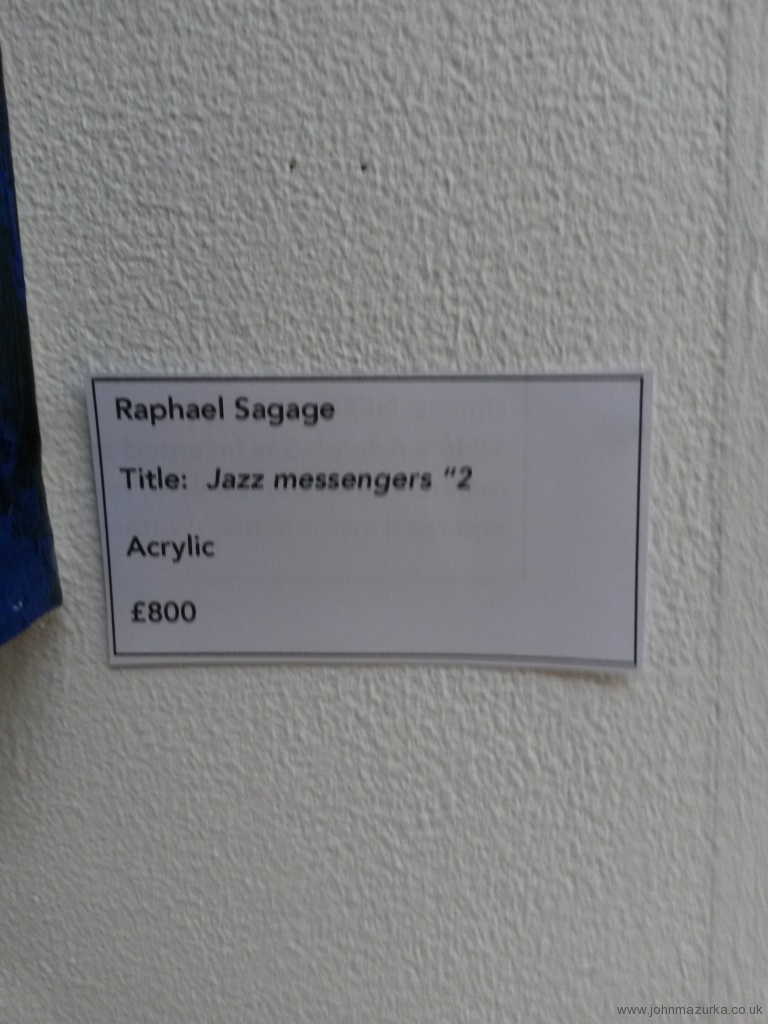 Raphael Sagage
Title: Jazz messengers "2
Acrylic
£800
www.johnmazurka.co.uk